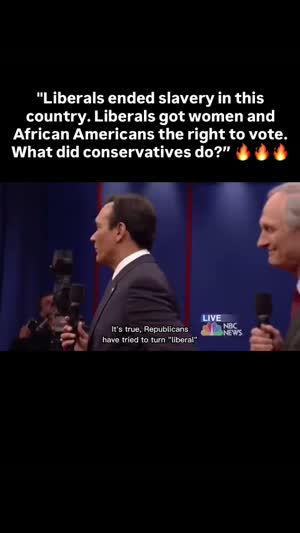 "Liberals ended slavery in this
country. Liberals got women and
African Americans the right to vote.
What did conservatives do?” 🔥🔥🔥
LIVE
NBC
NEWS
It's true, Republicans
have tried to turn "liberal"